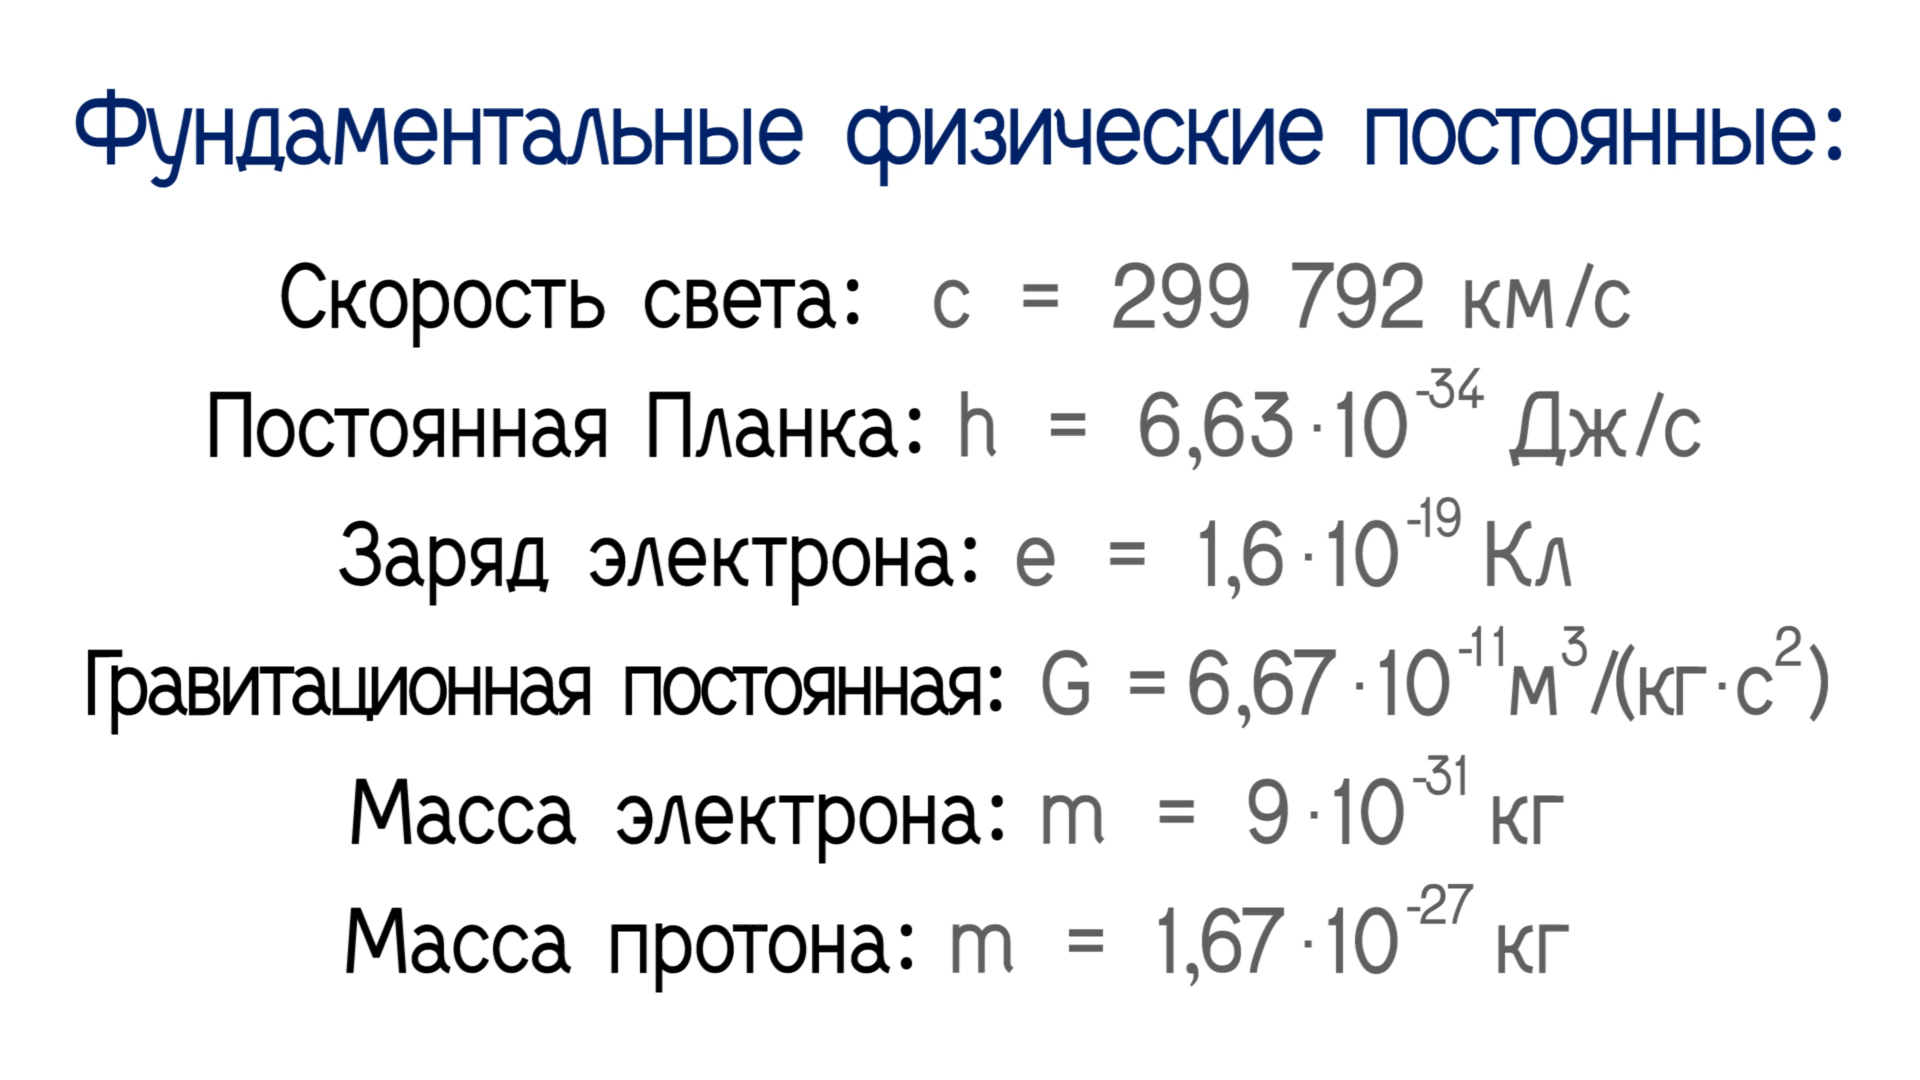 Фундаментальные физические постоянные:
Скорость света: c = 299 792 км/с
Постоянная Планка: h = 6,63·10⁻³⁴ Дж/с
Заряд электрона: e = 1,6·10⁻¹⁹ Кл
Гравитационная постоянная: G = 6,67·10⁻¹¹м³/(кг·с²)
Масса электрона: m = 9·10⁻³¹ кг
Масса протона: m = 1,67·10⁻²⁷ кг